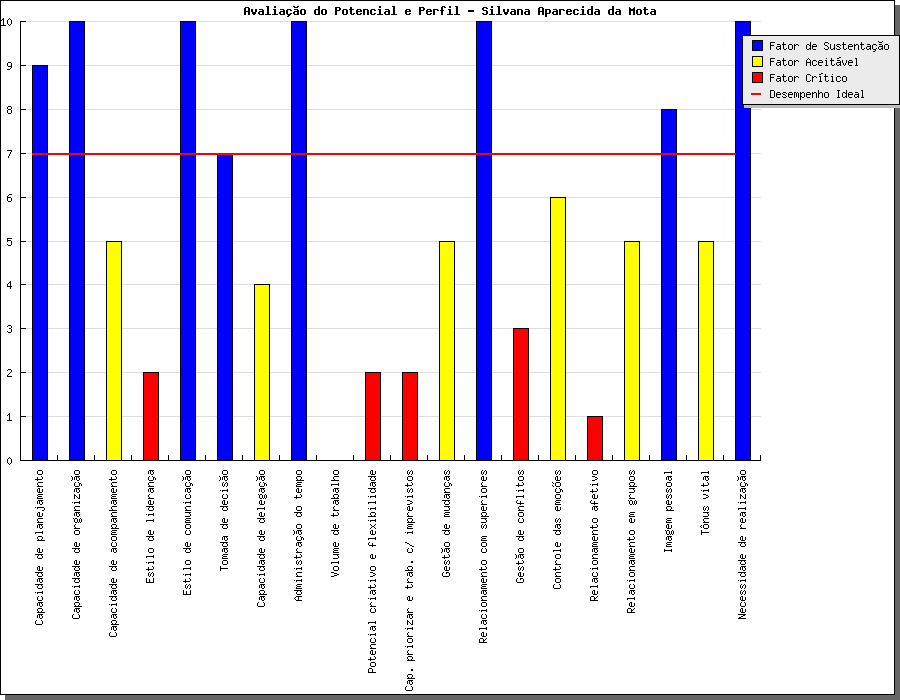 Avaliação do Potencial e Perfil - Silvana Aparecida da Mota
Fator de Sustentação
Fator Aceitável
Fator Crítico
Desempenho Ideal
10
9
8
7
6
5
4
3
2
1
0
Capacidade de planejamento
Capacidade de organização
Capacidade de acompanhamento
Estilo de liderança
Estilo de comunicação
Tomada de decisão
Capacidade de delegação
Administração do tempo
Volume de trabalho
Potencial criativo e flexibilidade
Cap. priorizar e trab. c/ imprevistos
Gestão de mudanças
Relacionamento com superiores
Gestão de conflitos
Controle das emoções
Relacionamento afetivo
Relacionamento em grupos
Imagem pessoal
Tônus vital
Necessidade de realização